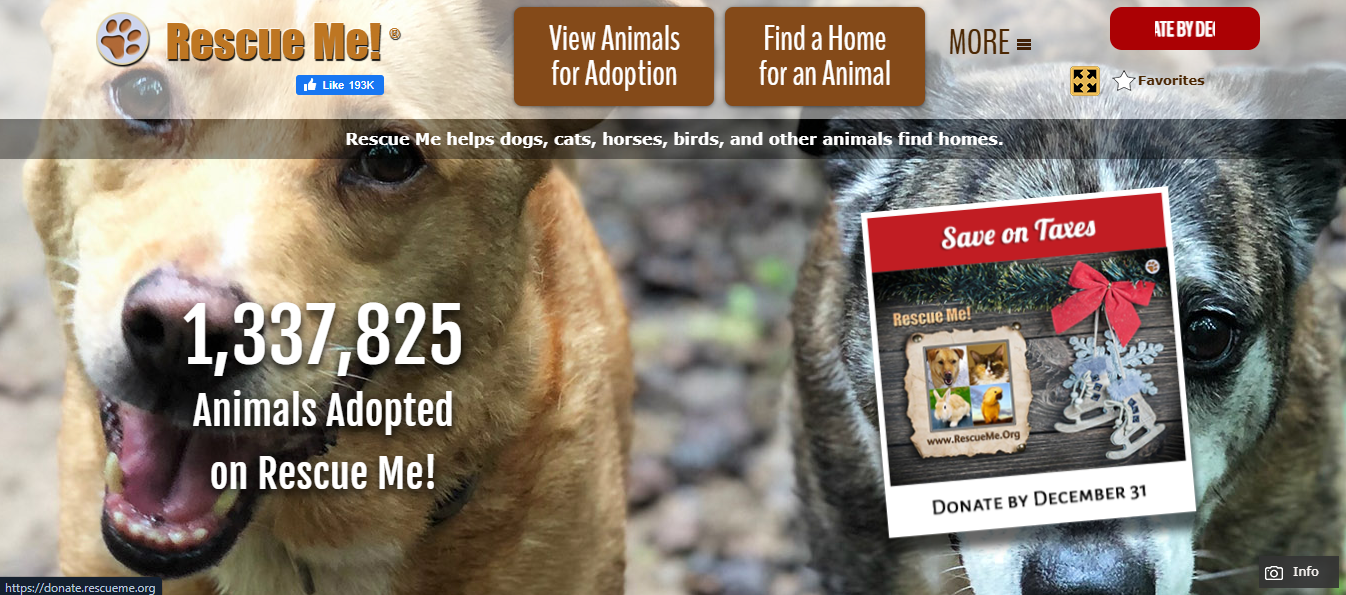 Rescue Me! ®
Like 193K
View Animals
for Adoption
Find a Home
for an Animal
MORE
ATE BY DEC
Favorites
Rescue Me helps dogs, cats, horses, birds, and other animals find homes.
Save on Taxes
Rescue Me!
www.RescueMe.Org
Donate by December 31
1,337,825
Animals Adopted
on Rescue Me!
https://donate.rescueme.org
Info